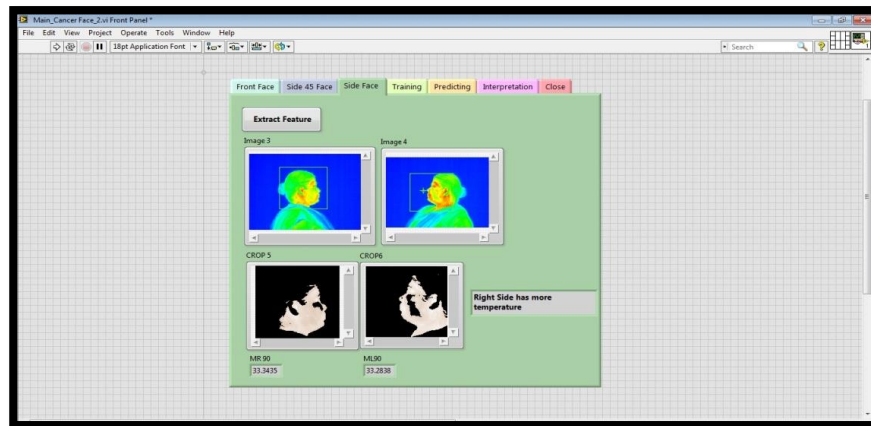 Main_Cancer Face_2.vi Front Panel *
File Edit View Project Operate Tools Window Help
18pt Application Font
Search
Front Face Side 45 Face Side Face Training Predicting Interpretation Close
Extract Feature
Image 3 Image 4
CROP 5 CROP6
Right Side has more
temperature
MR 90 ML90
33.3435 33.2838